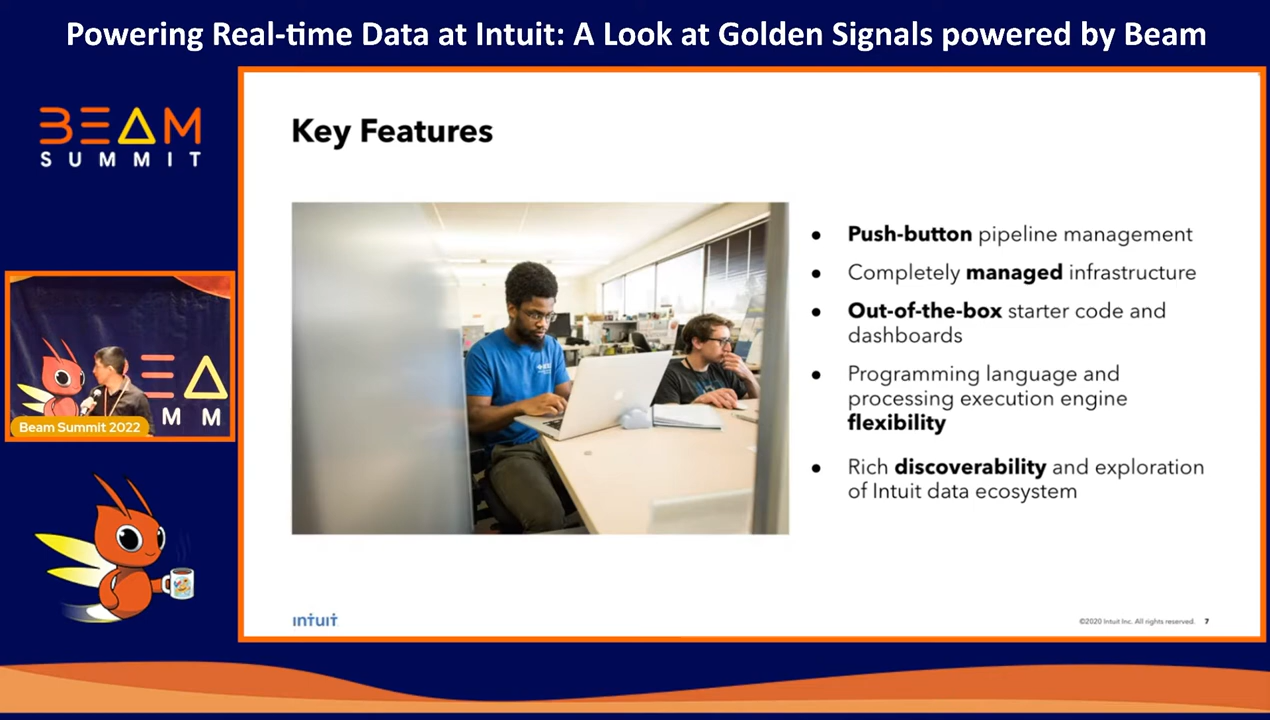 Powering Real-time Data at Intuit: A Look at Golden Signals powered by Beam
BEAM
SUMMIT
Beam Summit 2022
Key Features
● Push-button pipeline management
● Completely managed infrastructure
● Out-of-the-box starter code and
dashboards
● Programming language and
processing execution engine
flexibility
● Rich discoverability and exploration
of Intuit data ecosystem
intuit
©2020 Intuit Inc. All rights reserved. 7